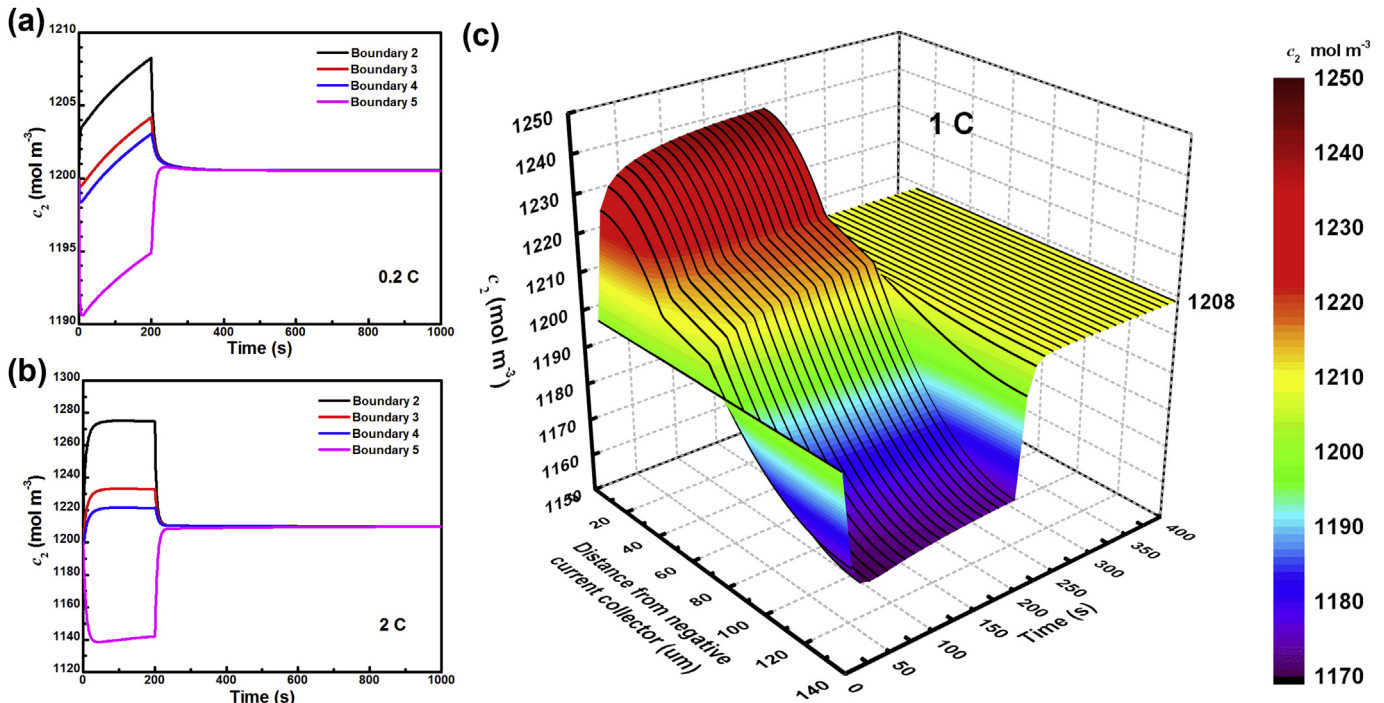 (a)
1210
1205
1200
1195
1190
c₂ (mol m⁻³)
Boundary 2
Boundary 3
Boundary 4
Boundary 5
0.2 C
0 200 400 600 800 1000
Time (s)
(b)
1300
1280
1260
1240
1220
1200
1180
1160
1140
1120
c₂ (mol m⁻³)
Boundary 2
Boundary 3
Boundary 4
Boundary 5
2 C
0 200 400 600 800 1000
Time (s)
(c)
1 C
1250
1240
1230
1220
1210
1200
1190
1180
1170
1160
1150
c₂ (mol m⁻³)
20
40
60
80
100
120
140
Distance from negative
current collector (um)
0
50
100
150
200
250
300
350
400
Time (s)
1208
c₂ mol m⁻³
1250
1240
1230
1220
1210
1200
1190
1180
1170